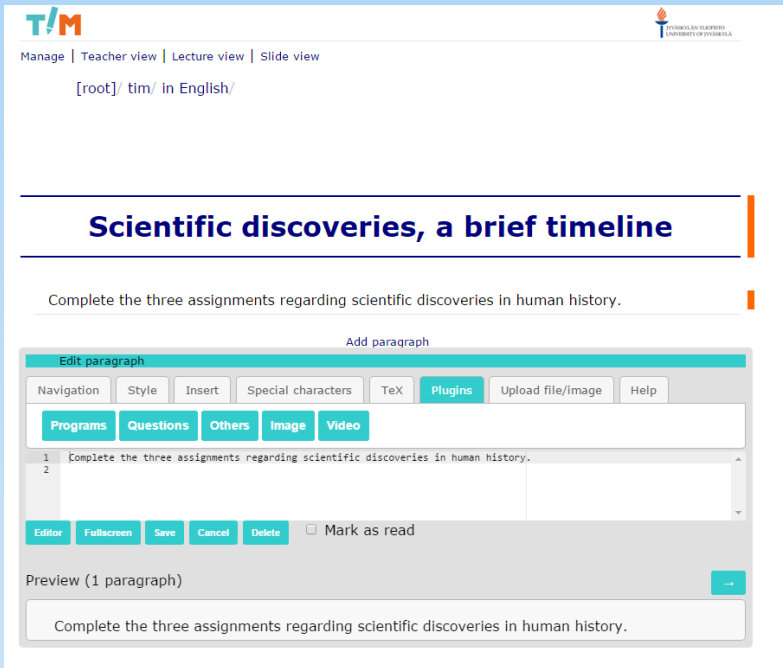 TIM
JYVÄSKYLÄN YLIOPISTO
UNIVERSITY OF JYVÄSKYLÄ
Manage | Teacher view | Lecture view | Slide view
[root]/ tim/ in English/
Scientific discoveries, a brief timeline
Complete the three assignments regarding scientific discoveries in human history.
Add paragraph
Edit paragraph
Navigation Style Insert Special characters TeX Plugins Upload file/image Help
Programs Questions Others Image Video
1 Complete the three assignments regarding scientific discoveries in human history.
2
Editor Fullscreen Save Cancel Delete Mark as read
Preview (1 paragraph) →
Complete the three assignments regarding scientific discoveries in human history.